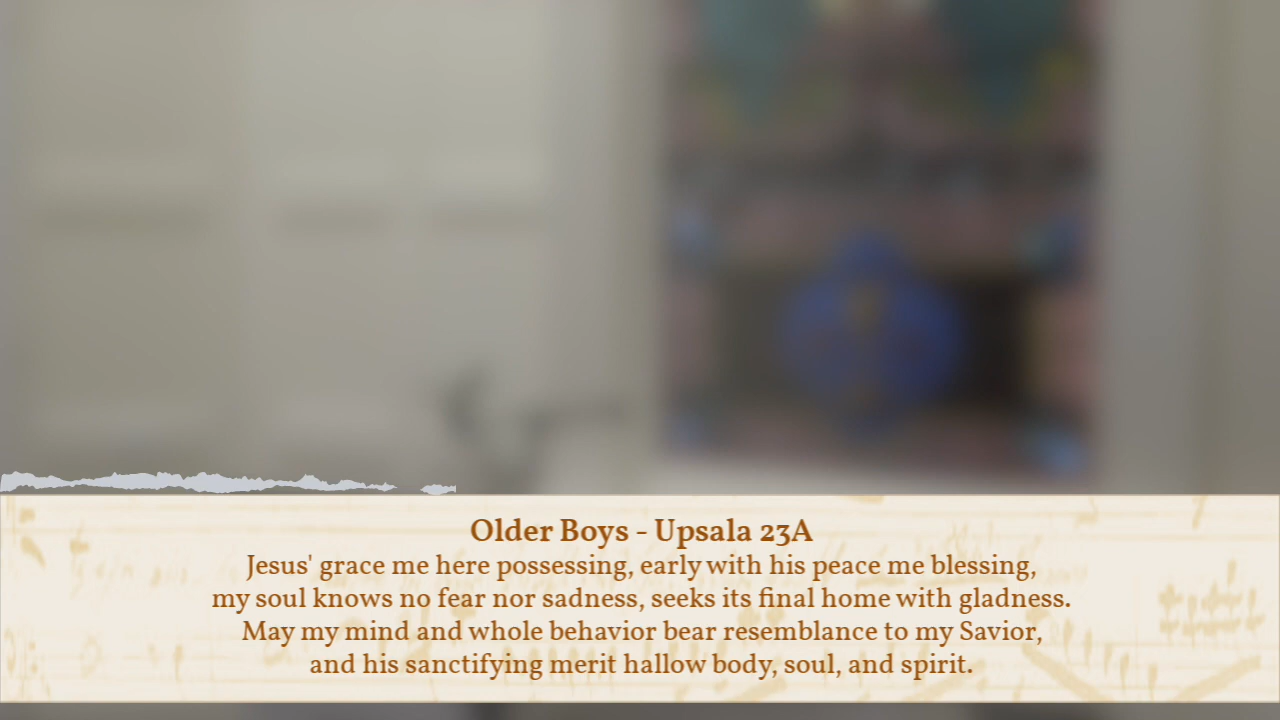 Older Boys - Upsala 23A
Jesus' grace me here possessing, early with his peace me blessing,
my soul knows no fear nor sadness, seeks its final home with gladness.
May my mind and whole behavior bear resemblance to my Savior,
and his sanctifying merit hallow body, soul, and spirit.